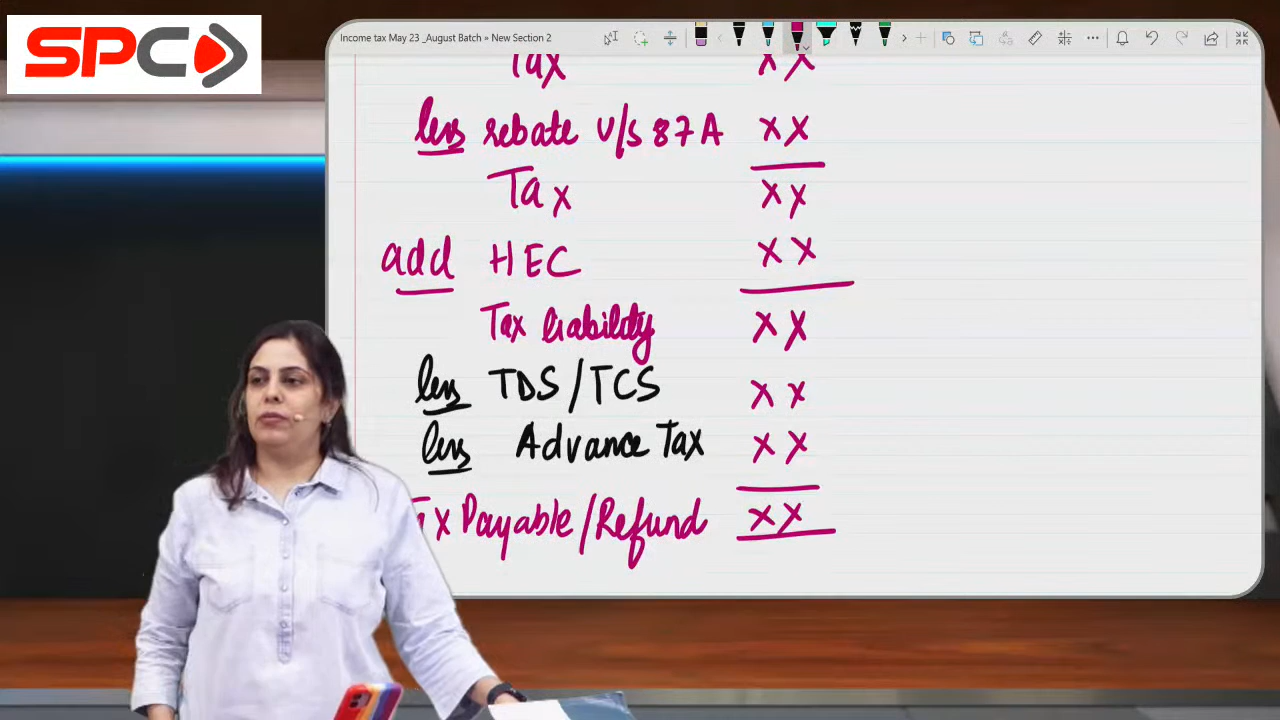 SPC
Income tax May 23 _August Batch » New Section 2
Tax XX
less rebate U/s 87A XX
Tax XX
add HEC XX
Tax liability XX
less TDS/TCS XX
less Advance Tax XX
x Payable/Refund XX